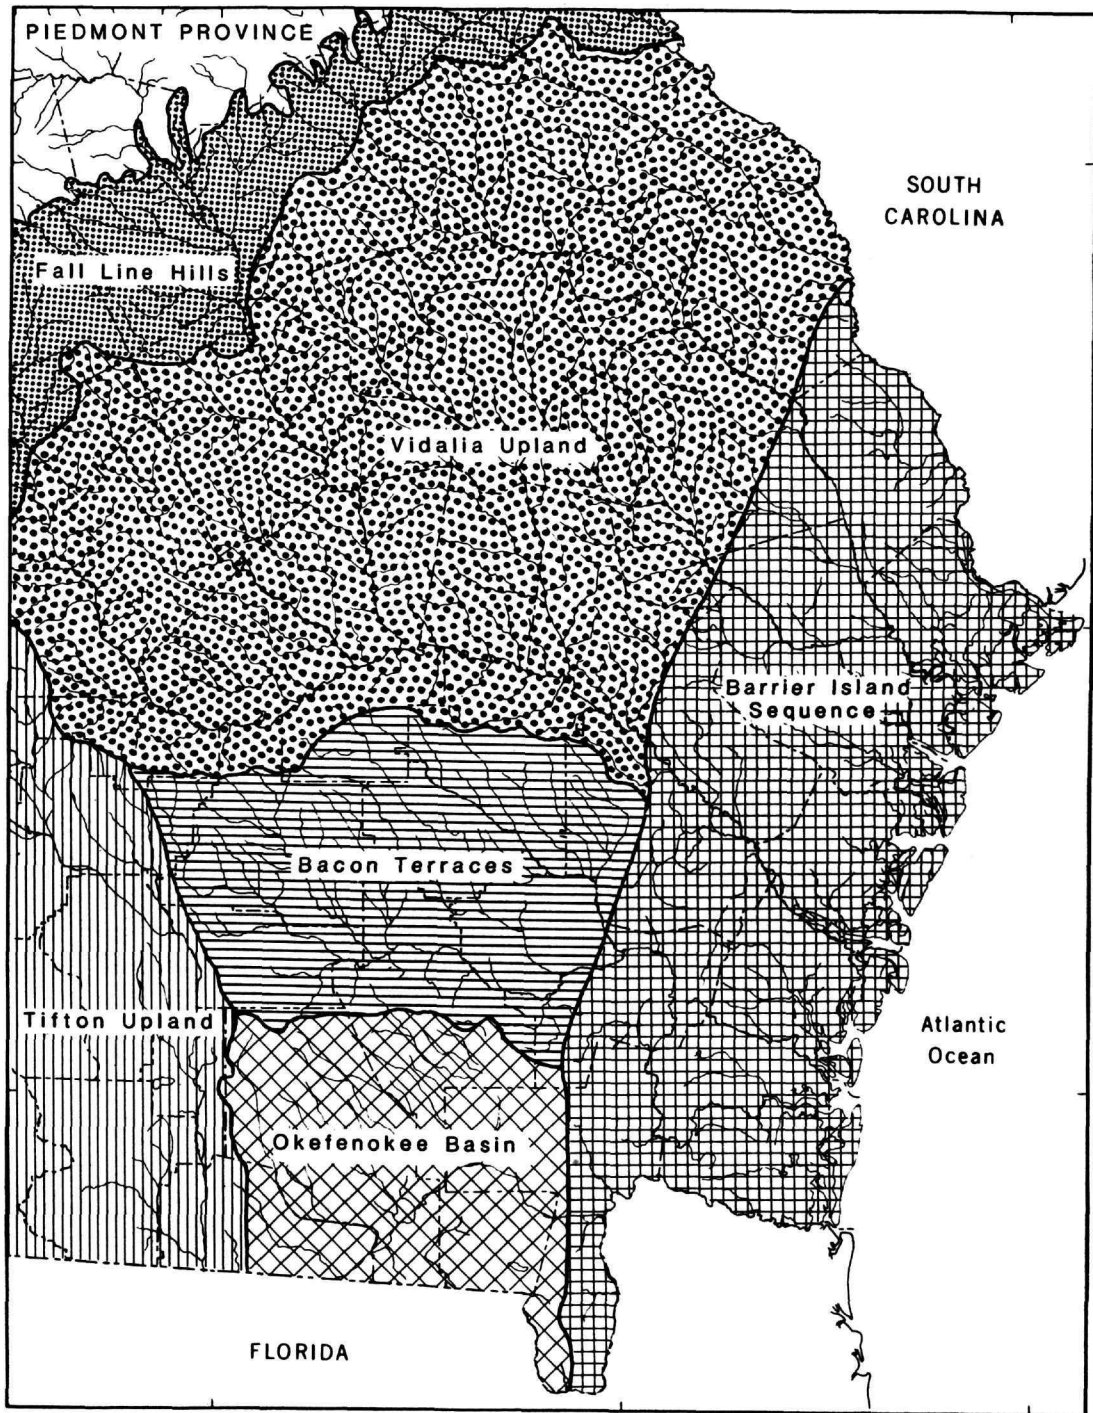 PIEDMONT PROVINCE
SOUTH
CAROLINA
Fall Line Hills
Vidalia Upland
Barrier Island
Sequence
Bacon Terraces
Tifton Upland
Atlantic
Ocean
Okefenokee Basin
FLORIDA